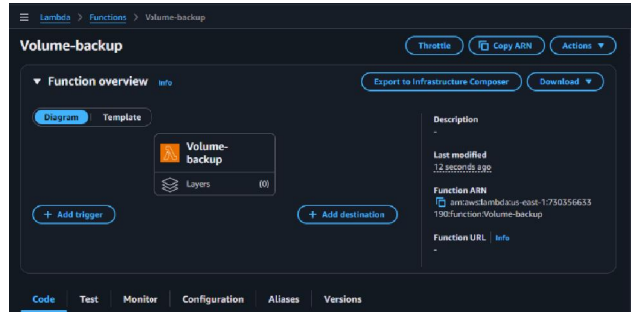 Lambda > Functions > Volume-backup
Volume-backup
Throttle
Copy ARN
Actions
Function overview Info
Export to Infrastructure Composer
Download
Diagram
Template
Volume-
backup
Layers (0)
+ Add trigger
+ Add destination
Description
-
Last modified
12 seconds ago
Function ARN
arn:aws:lambda:us-east-1:730356633
190:function:Volume-backup
Function URL | Info
-
Code Test Monitor Configuration Aliases Versions